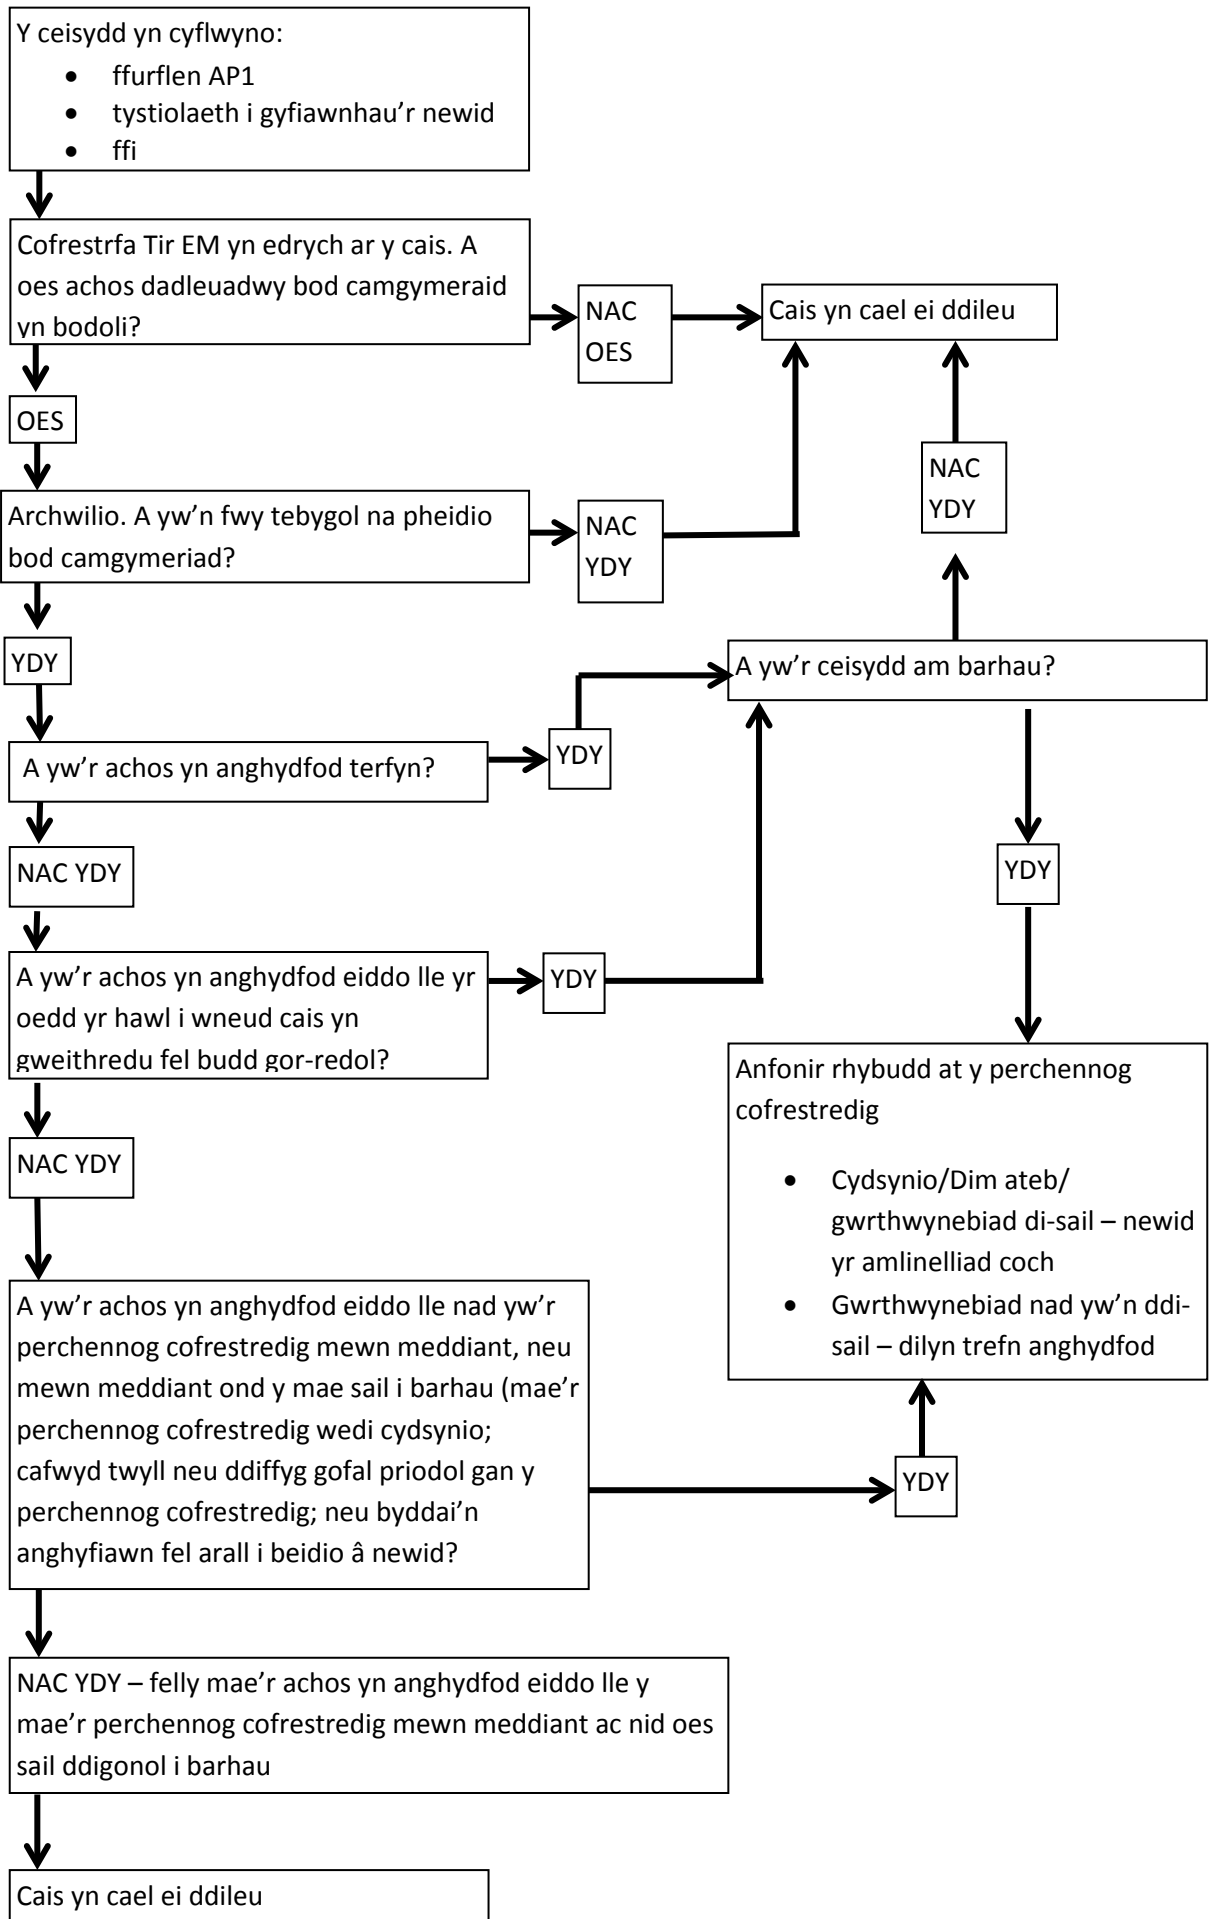 Y ceisydd yn cyflwyno:
• ffurflen AP1
• tystiolaeth i gyfiawnhau'r newid
• ffi
Cofrestrfa Tir EM yn edrych ar y cais. A
oes achos dadleuadwy bod camgymeraid
yn bodoli?
NAC
OES
Cais yn cael ei ddileu
OES
NAC
YDY
Archwilio. A yw'n fwy tebygol na pheidio
bod camgymeriad?
NAC
YDY
YDY
A yw'r ceisydd am barhau?
A yw'r achos yn anghydfod terfyn?
YDY
NAC YDY
YDY
A yw'r achos yn anghydfod eiddo lle yr
oedd yr hawl i wneud cais yn
gweithredu fel budd gor-redol?
YDY
NAC YDY
Anfonir rhybudd at y perchennog
cofrestredig
• Cydsynio/Dim ateb/
gwrthwynebiad di-sail – newid
yr amlinelliad coch
• Gwrthwynebiad nad yw'n ddi-
sail – dilyn trefn anghydfod
A yw'r achos yn anghydfod eiddo lle nad yw'r
perchennog cofrestredig mewn meddiant, neu
mewn meddiant ond y mae sail i barhau (mae'r
perchennog cofrestredig wedi cydsynio;
cafwyd twyll neu ddiffyg gofal priodol gan y
perchennog cofrestredig; neu byddai'n
anghyfiawn fel arall i beidio â newid?
YDY
NAC YDY – felly mae'r achos yn anghydfod eiddo lle y
mae'r perchennog cofrestredig mewn meddiant ac nid oes
sail ddigonol i barhau
Cais yn cael ei ddileu